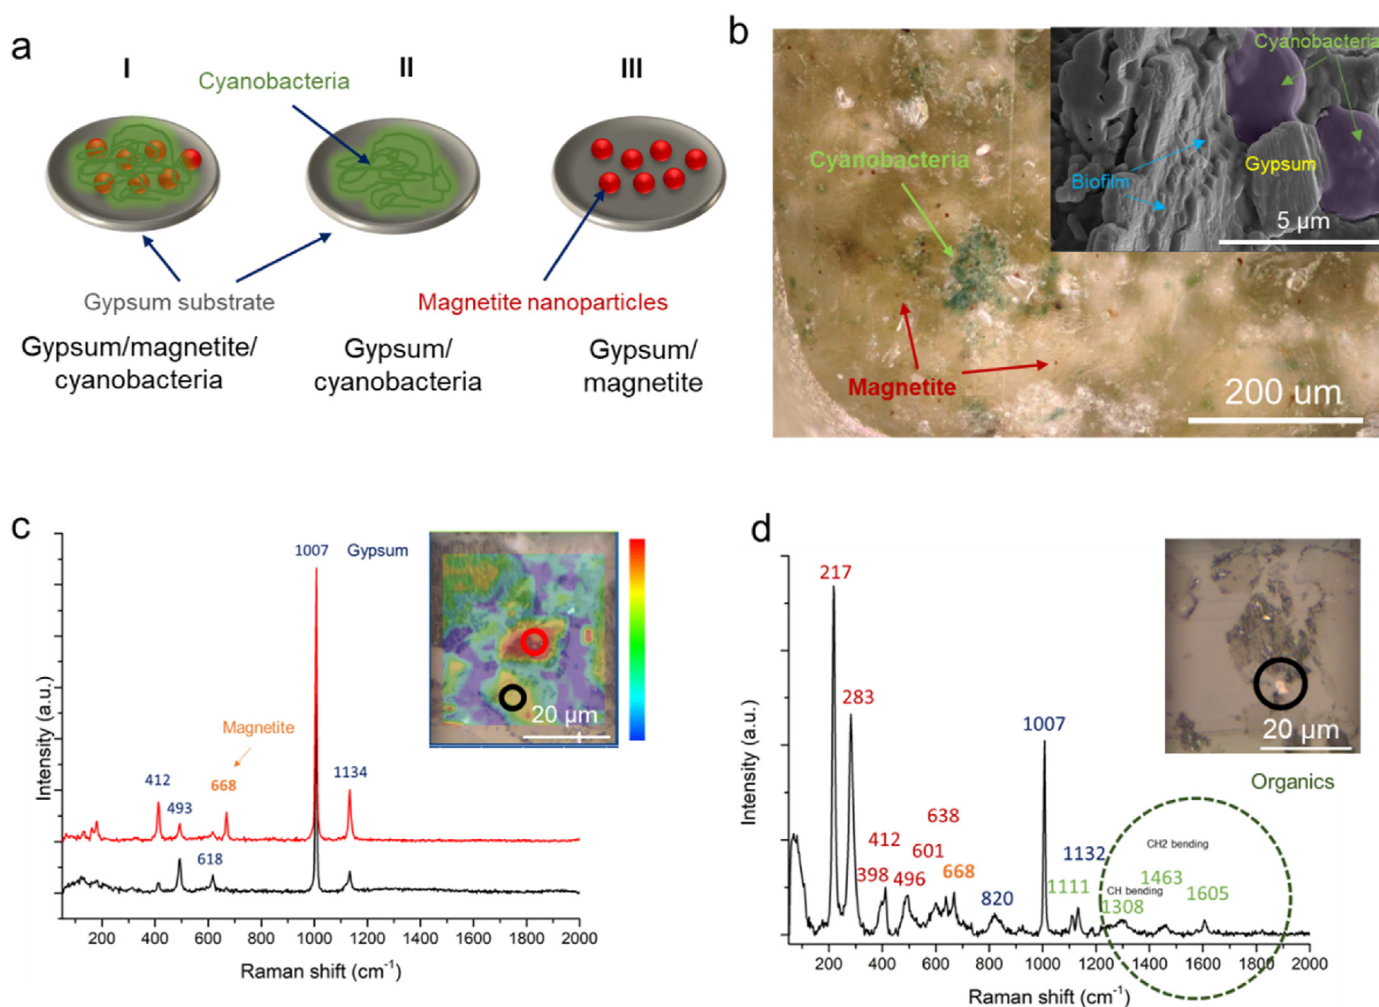 a
I II III
Cyanobacteria
Gypsum substrate
Magnetite nanoparticles
Gypsum/magnetite/
cyanobacteria
Gypsum/
cyanobacteria
Gypsum/
magnetite
b
Cyanobacteria
Magnetite
200 um
Cyanobacteria
Biofilm
Gypsum
5 µm
c
Intensity (a.u.)
1007 Gypsum
Magnetite
412
493
668
1134
618
20 µm
200 400 600 800 1000 1200 1400 1600 1800 2000
Raman shift (cm-1)
d
Intensity (a.u.)
217
283
412
398
496
638
601
668
820
1007
1132
1111
Organics
CH2 bending
1463
CH bending
1308
1605
20 µm
200 400 600 800 1000 1200 1400 1600 1800 2000
Raman shift (cm-1)